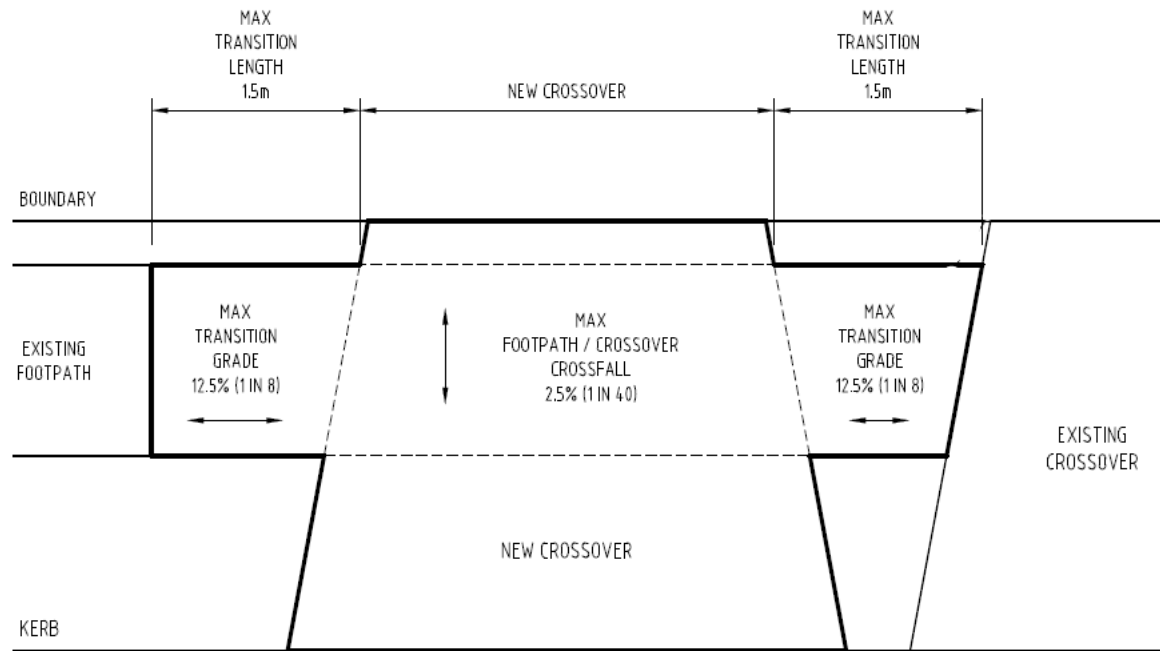 MAX
TRANSITION
LENGTH
1.5m
NEW CROSSOVER
MAX
TRANSITION
LENGTH
1.5m
BOUNDARY
EXISTING
FOOTPATH
MAX
TRANSITION
GRADE
12.5% (1 IN 8)
MAX
FOOTPATH / CROSSOVER
CROSSFALL
2.5% (1 IN 40)
MAX
TRANSITION
GRADE
12.5% (1 IN 8)
EXISTING
CROSSOVER
NEW CROSSOVER
KERB